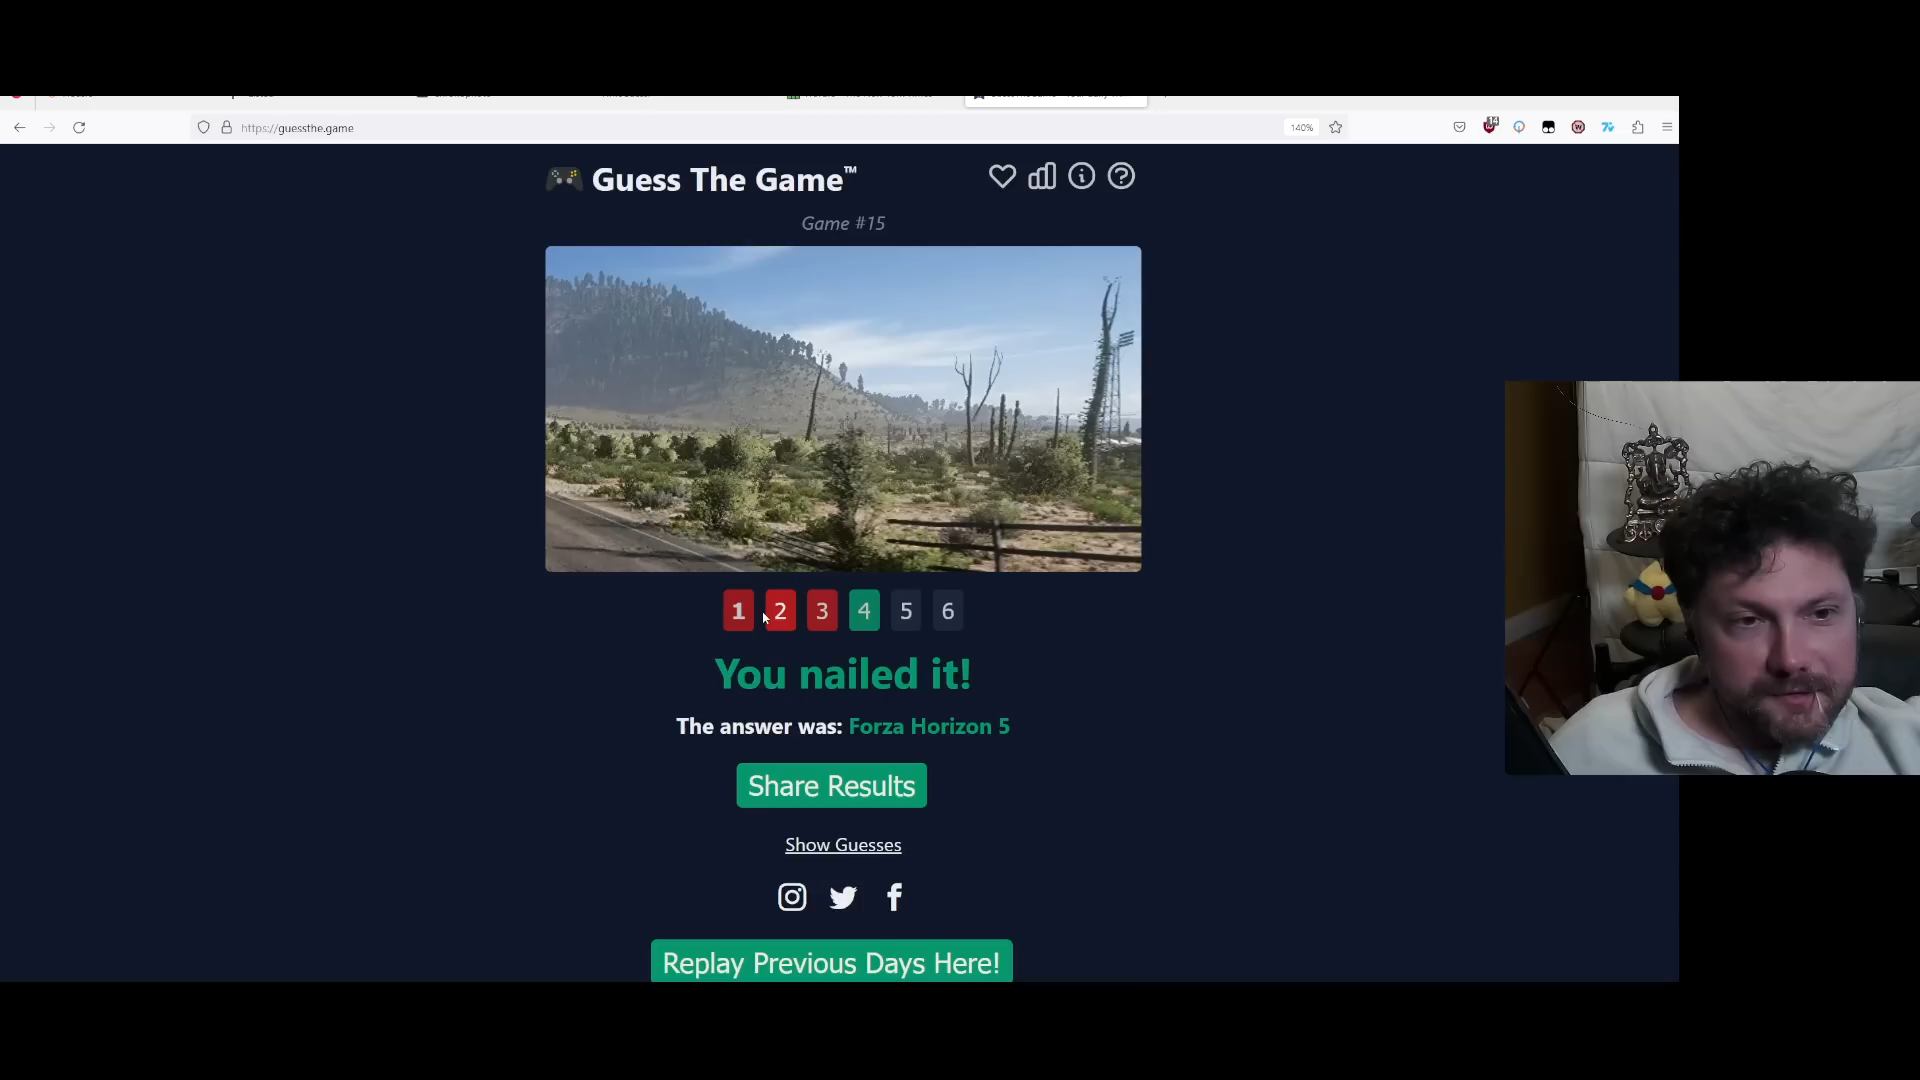 https://guessthe.game
140%
14
Guess The Game™
Game #15
1 2 3 4 5 6
You nailed it!
The answer was: Forza Horizon 5
Share Results
Show Guesses
Replay Previous Days Here!